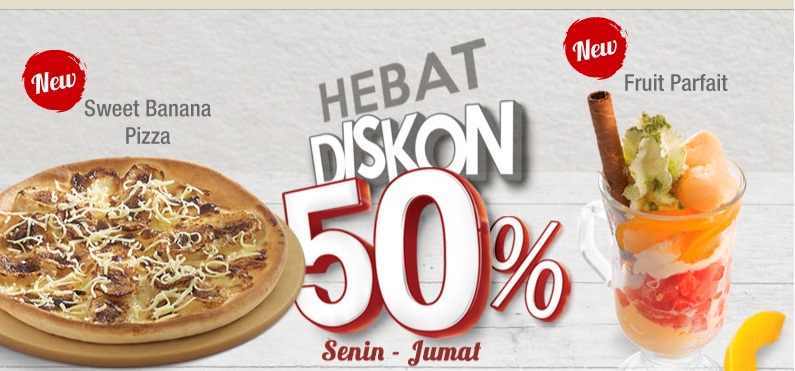 New
Sweet Banana
Pizza
HEBAT
DISKON
50%
Senin - Jumat
New
Fruit Parfait